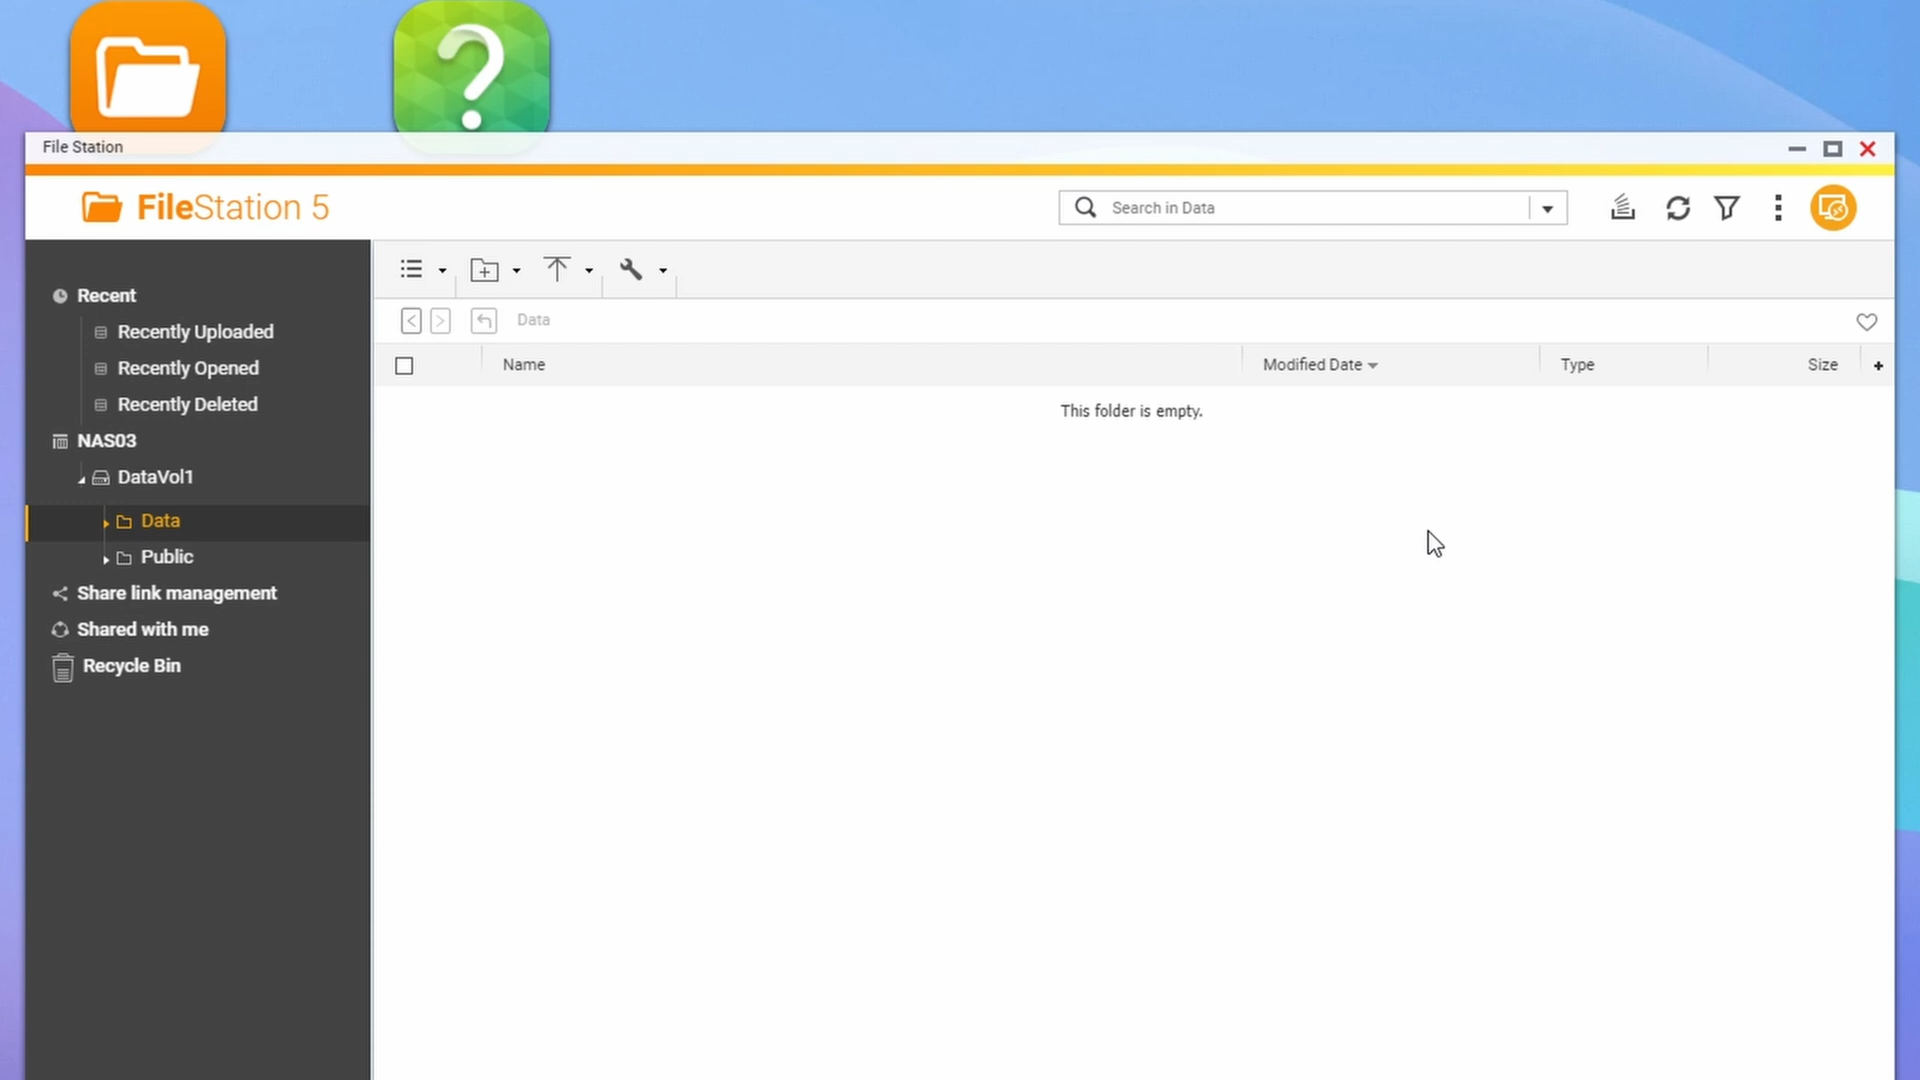 File Station
FileStation 5
Search in Data
Recent
Recently Uploaded
Recently Opened
Recently Deleted
NAS03
DataVol1
Data
Public
Share link management
Shared with me
Recycle Bin
Data
Name Modified Date Type Size
This folder is empty.